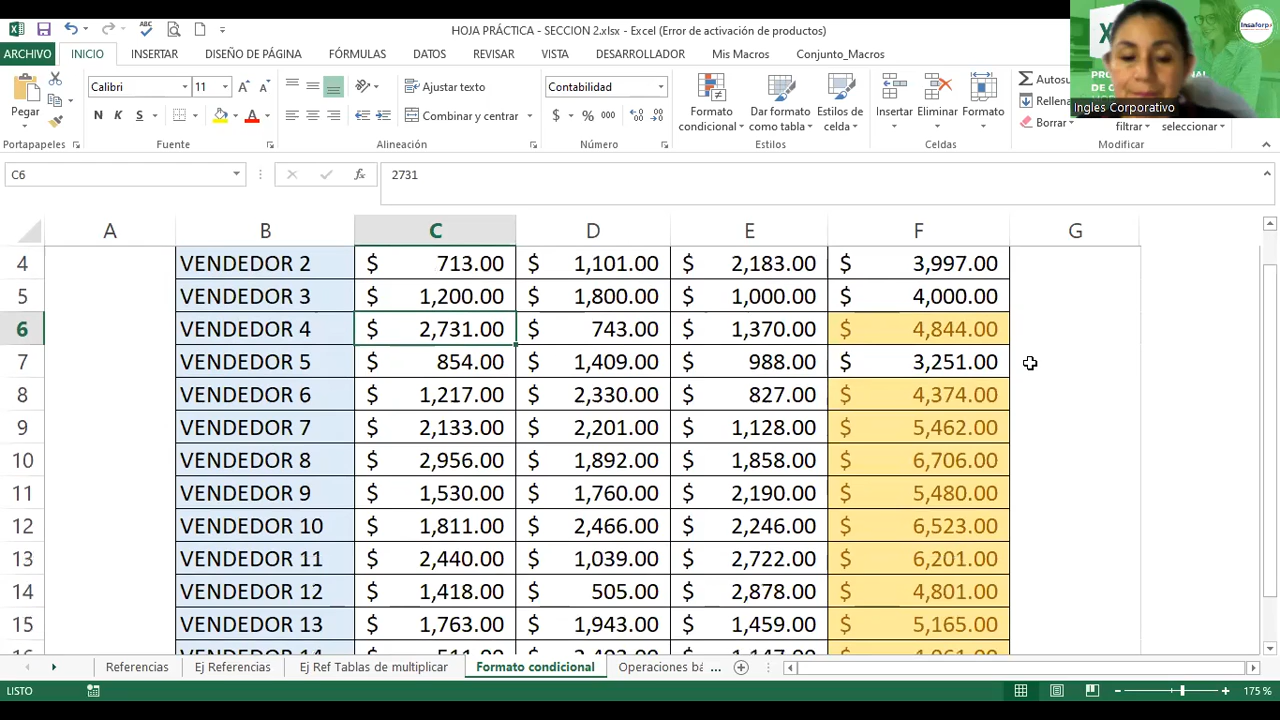 HOJA PRÁCTICA - SECCION 2.xlsx - Excel (Error de activación de productos)
ARCHIVO INICIO INSERTAR DISEÑO DE PÁGINA FÓRMULAS DATOS REVISAR VISTA DESARROLLADOR Mis Macros Conjunto_Macros
Insaforp
Calibri 11 Ajustar texto Contabilidad Autosu
Pegar N K S Combinar y centrar $ % 000 Formato condicional Dar formato como tabla Estilos de celda Insertar Eliminar Formato Rellena Borrar filtrar seleccionar
Ingles Corporativo
Portapapeles Fuente Alineación Número Estilos Celdas Modificar
C6 fx 2731
A B C D E F G
4 VENDEDOR 2 $ 713.00 $ 1,101.00 $ 2,183.00 $ 3,997.00
5 VENDEDOR 3 $ 1,200.00 $ 1,800.00 $ 1,000.00 $ 4,000.00
6 VENDEDOR 4 $ 2,731.00 $ 743.00 $ 1,370.00 $ 4,844.00
7 VENDEDOR 5 $ 854.00 $ 1,409.00 $ 988.00 $ 3,251.00
8 VENDEDOR 6 $ 1,217.00 $ 2,330.00 $ 827.00 $ 4,374.00
9 VENDEDOR 7 $ 2,133.00 $ 2,201.00 $ 1,128.00 $ 5,462.00
10 VENDEDOR 8 $ 2,956.00 $ 1,892.00 $ 1,858.00 $ 6,706.00
11 VENDEDOR 9 $ 1,530.00 $ 1,760.00 $ 2,190.00 $ 5,480.00
12 VENDEDOR 10 $ 1,811.00 $ 2,466.00 $ 2,246.00 $ 6,523.00
13 VENDEDOR 11 $ 2,440.00 $ 1,039.00 $ 2,722.00 $ 6,201.00
14 VENDEDOR 12 $ 1,418.00 $ 505.00 $ 2,878.00 $ 4,801.00
15 VENDEDOR 13 $ 1,763.00 $ 1,943.00 $ 1,459.00 $ 5,165.00
Referencias Ej Referencias Ej Ref Tablas de multiplicar Formato condicional Operaciones bá ...
LISTO 175 %